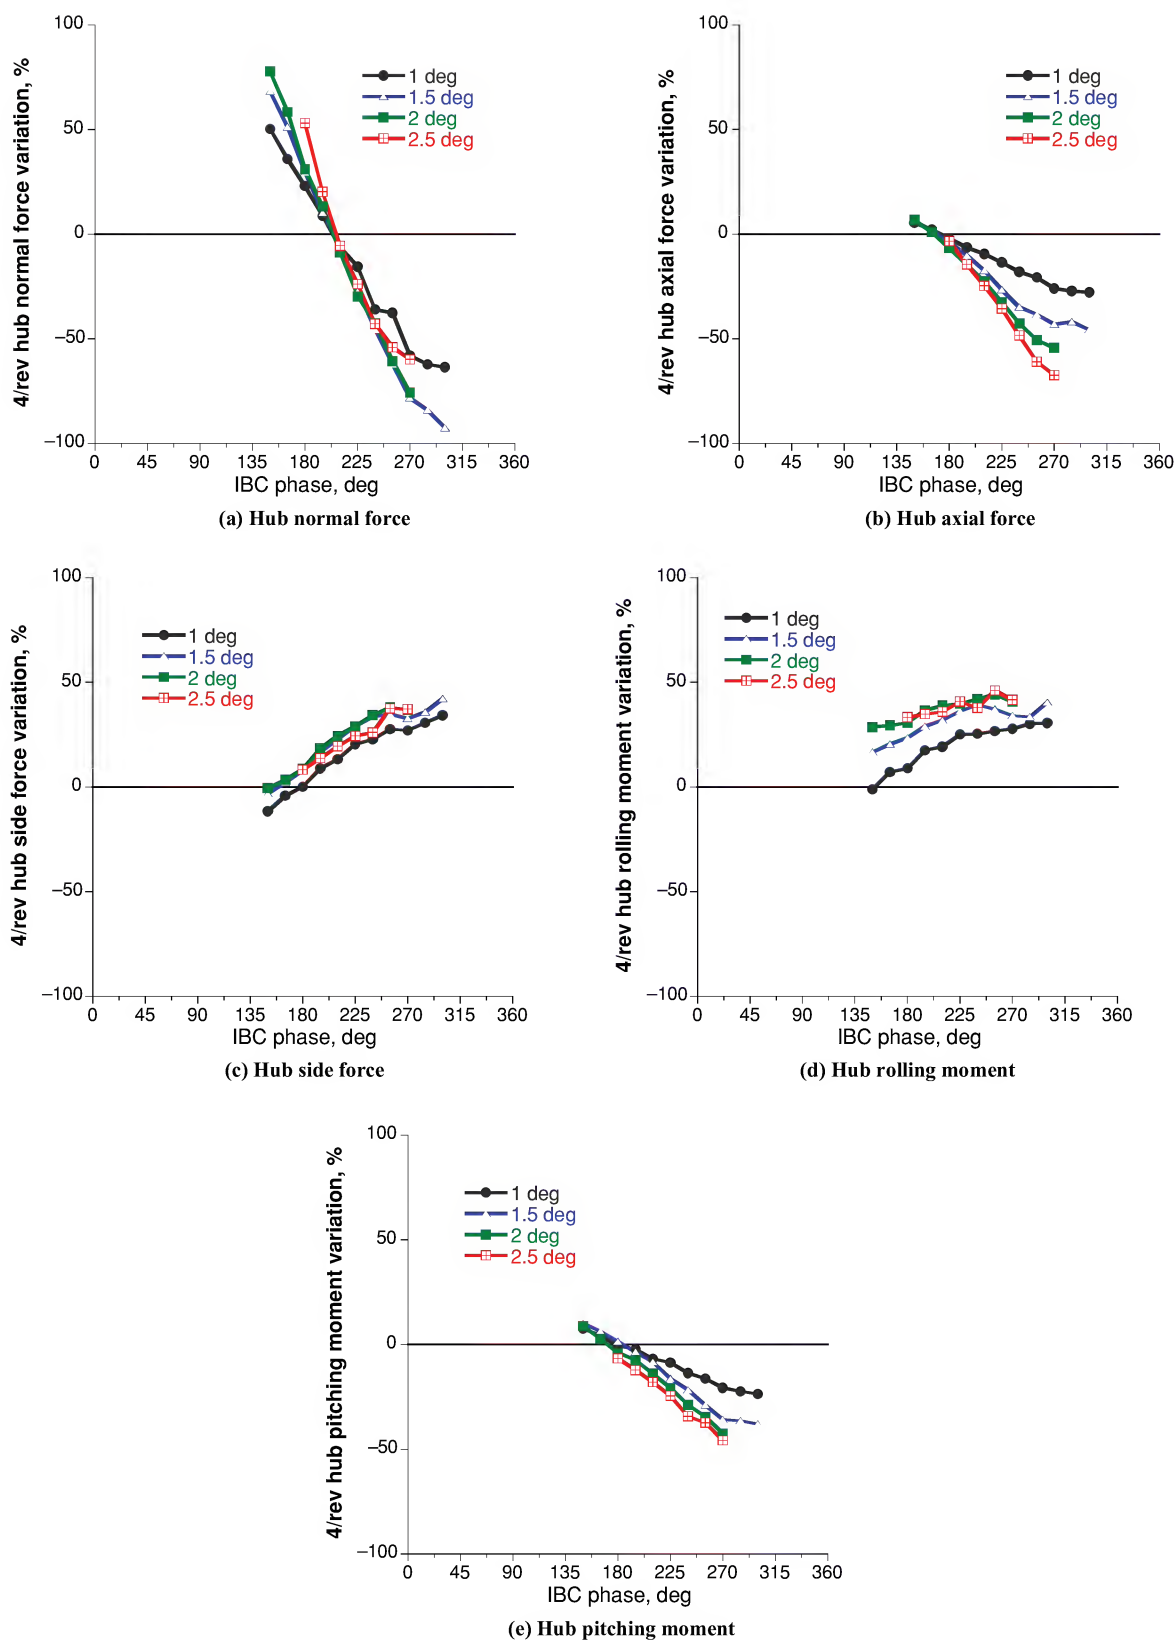 4/rev hub normal force variation, %
100
50
0
−50
−100
1 deg
1.5 deg
2 deg
2.5 deg
0 45 90 135 180 225 270 315 360
IBC phase, deg
(a) Hub normal force
4/rev hub axial force variation, %
100
50
0
−50
−100
1 deg
1.5 deg
2 deg
2.5 deg
0 45 90 135 180 225 270 315 360
IBC phase, deg
(b) Hub axial force
4/rev hub side force variation, %
100
50
0
−50
−100
1 deg
1.5 deg
2 deg
2.5 deg
0 45 90 135 180 225 270 315 360
IBC phase, deg
(c) Hub side force
4/rev hub rolling moment variation, %
100
50
0
−50
−100
1 deg
1.5 deg
2 deg
2.5 deg
0 45 90 135 180 225 270 315 360
IBC phase, deg
(d) Hub rolling moment
4/rev hub pitching moment variation, %
100
50
0
−50
−100
1 deg
1.5 deg
2 deg
2.5 deg
0 45 90 135 180 225 270 315 360
IBC phase, deg
(e) Hub pitching moment